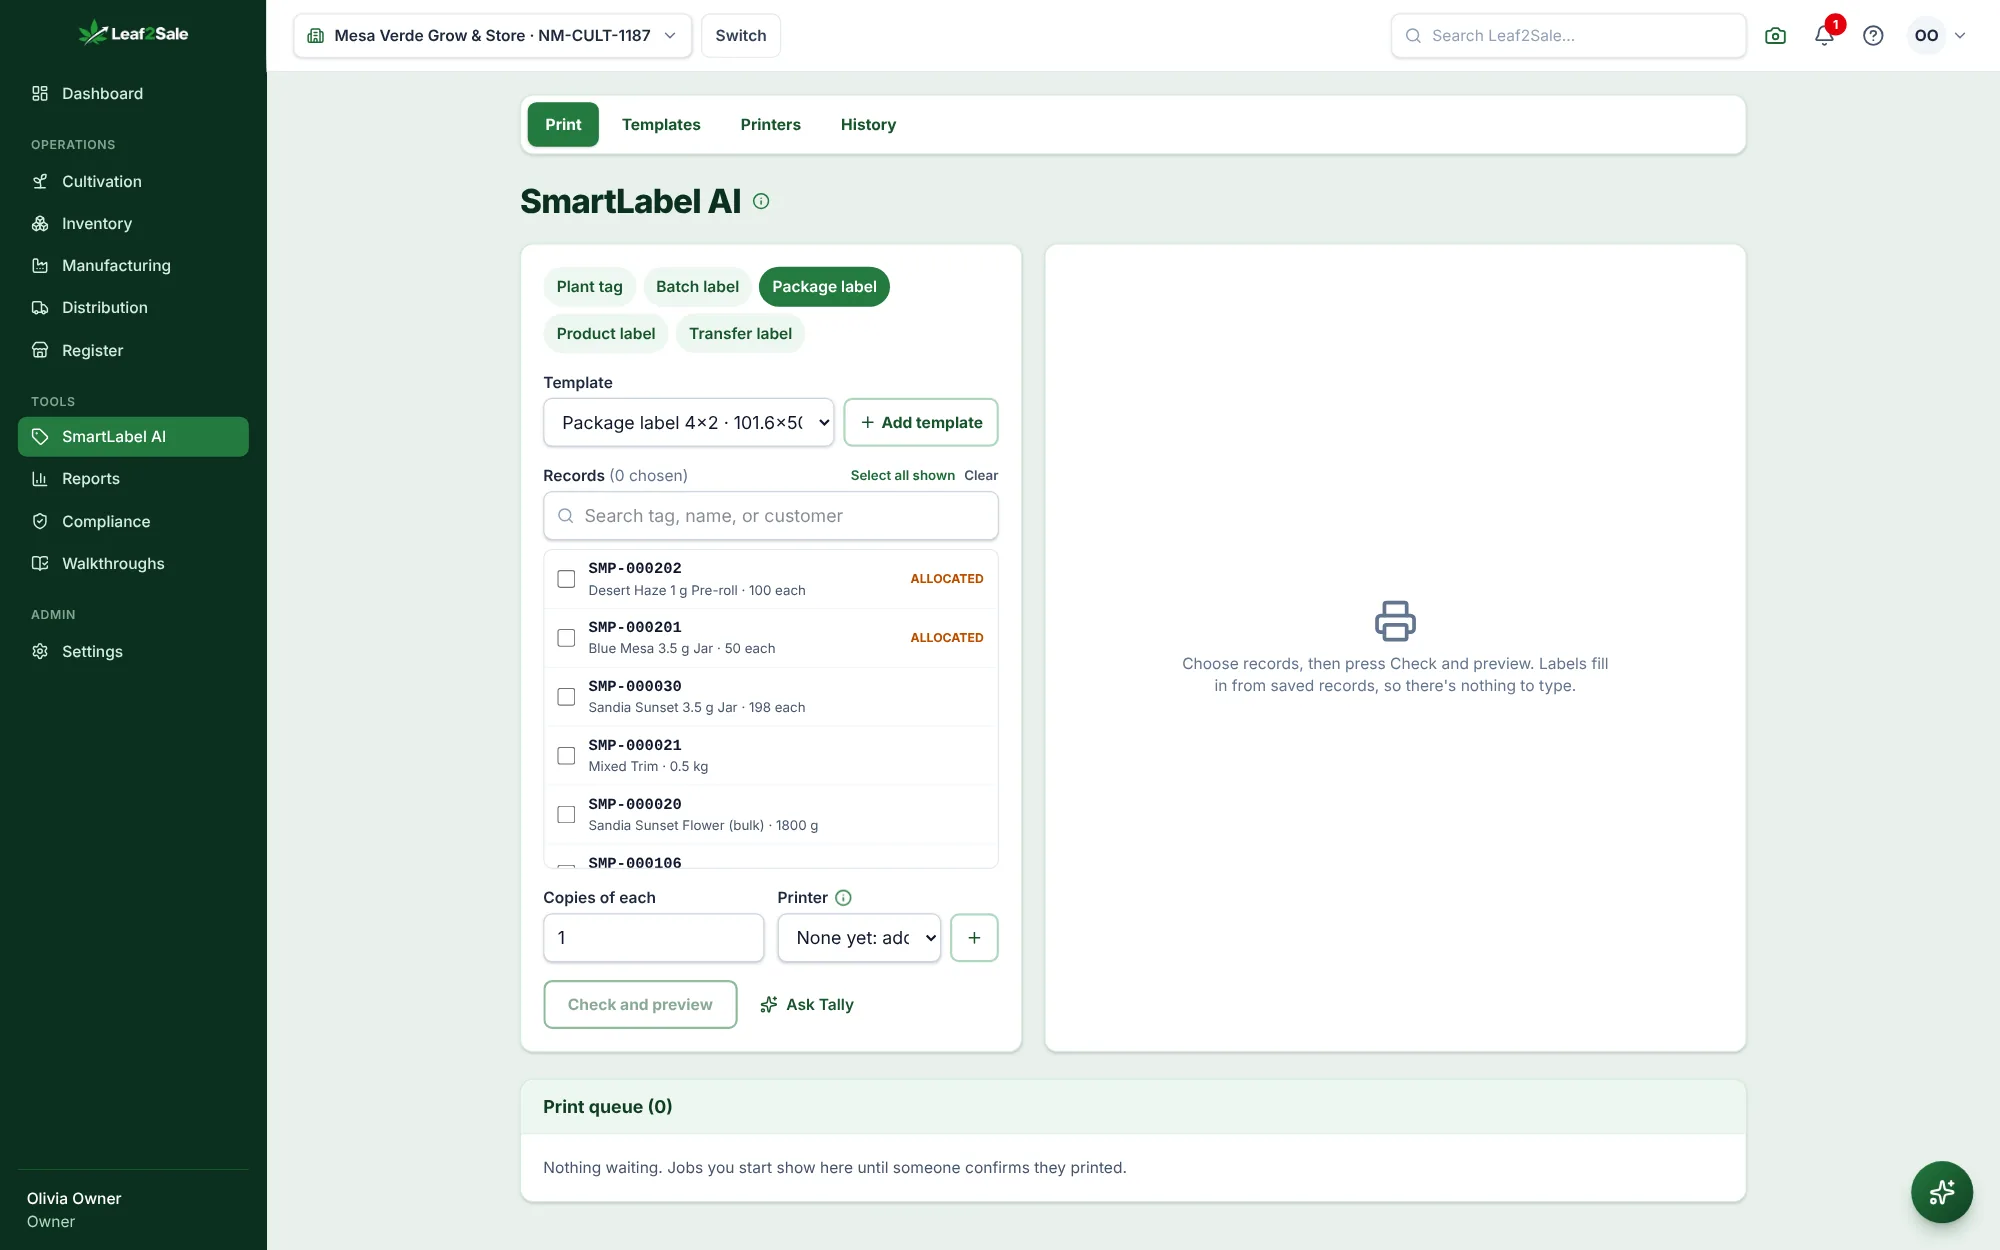 Leaf2Sale
Mesa Verde Grow & Store · NM-CULT-1187
Switch
Search Leaf2Sale...
1
OO
Dashboard
OPERATIONS
Cultivation
Inventory
Manufacturing
Distribution
Register
TOOLS
SmartLabel AI
Reports
Compliance
Walkthroughs
ADMIN
Settings
Olivia Owner
Owner
Print
Templates
Printers
History
SmartLabel AI
Plant tag
Batch label
Package label
Product label
Transfer label
Template
Package label 4×2 · 101.6×50
+ Add template
Records (0 chosen)
Select all shown
Clear
Search tag, name, or customer
SMP-000202
Desert Haze 1 g Pre-roll · 100 each
ALLOCATED
SMP-000201
Blue Mesa 3.5 g Jar · 50 each
ALLOCATED
SMP-000030
Sandia Sunset 3.5 g Jar · 198 each
SMP-000021
Mixed Trim · 0.5 kg
SMP-000020
Sandia Sunset Flower (bulk) · 1800 g
SMP-000106
Copies of each
1
Printer
None yet: add
+
Check and preview
Ask Tally
Choose records, then press Check and preview. Labels fill
in from saved records, so there's nothing to type.
Print queue (0)
Nothing waiting. Jobs you start show here until someone confirms they printed.